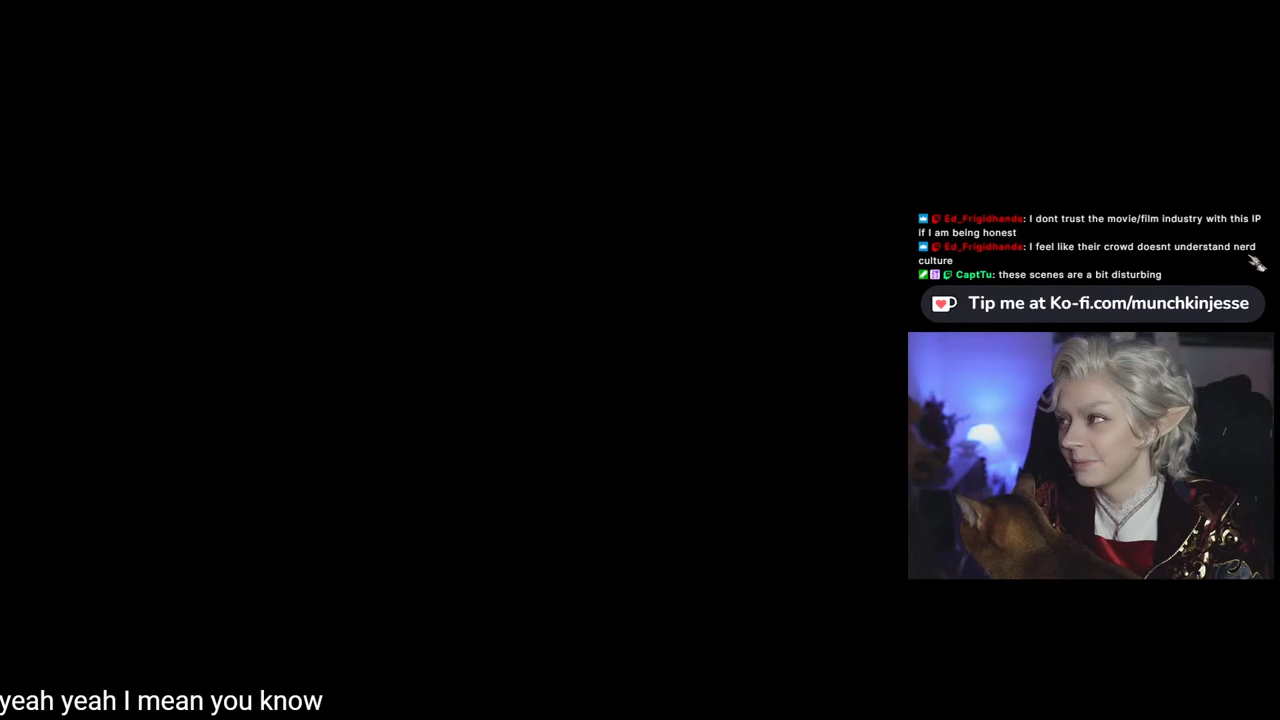 Ed_Frigidhands: I dont trust the movie/film industry with this IP
if I am being honest
Ed_Frigidhands: I feel like their crowd doesnt understand nerd
culture
CaptTu: these scenes are a bit disturbing
Tip me at Ko-fi.com/munchkinjesse
yeah yeah I mean you know